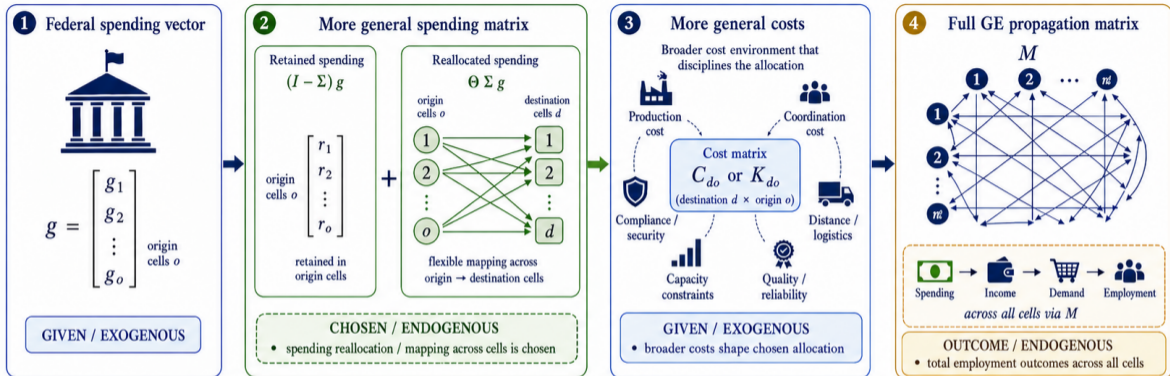 1 Federal spending vector
g =
g₁
g₂
⋮
gₒ
origin
cells o
GIVEN / EXOGENOUS
2 More general spending matrix
Retained spending
(I − Σ) g
origin
cells o
r₁
r₂
⋮
rₒ
retained in
origin cells
+
Reallocated spending
Θ Σ g
origin
cells o
destination
cells d
1
1
2
2
⋮
⋮
o
d
flexible mapping across
origin → destination cells
CHOSEN / ENDOGENOUS
• spending reallocation / mapping across cells is chosen
3 More general costs
Broader cost environment that
disciplines the allocation
Production
cost
Coordination
cost
Cost matrix
C_do or K_do
(destination d × origin o)
Compliance /
security
Distance /
logistics
Capacity
constraints
Quality /
reliability
GIVEN / EXOGENOUS
• broader costs shape chosen allocation
4 Full GE propagation matrix
M
1 2 ⋯
1
2
⋮
Spending
Income
Demand
Employment
across all cells via M
OUTCOME / ENDOGENOUS
• total employment outcomes across all cells